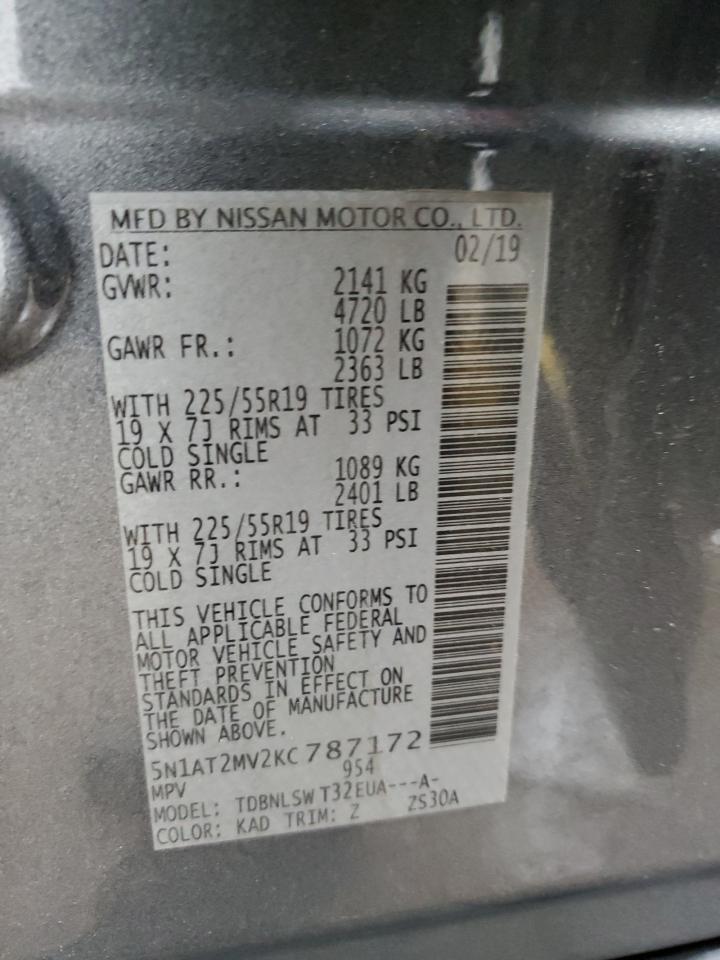 MFD BY NISSAN MOTOR CO., LTD.
DATE: 02/19
GVWR: 2141 KG
4720 LB
GAWR FR.: 1072 KG
2363 LB
WITH 225/55R19 TIRES
19 X 7J RIMS AT 33 PSI
COLD SINGLE
GAWR RR.: 1089 KG
2401 LB
WITH 225/55R19 TIRES
19 X 7J RIMS AT 33 PSI
COLD SINGLE
THIS VEHICLE CONFORMS TO
ALL APPLICABLE FEDERAL
MOTOR VEHICLE SAFETY AND
THEFT PREVENTION
STANDARDS IN EFFECT ON
THE DATE OF MANUFACTURE
SHOWN ABOVE.
5N1AT2MV2KC 787172
MPV 954
MODEL: TDBNLSW T32EUA---A-
COLOR: KAD TRIM: Z ZS30A